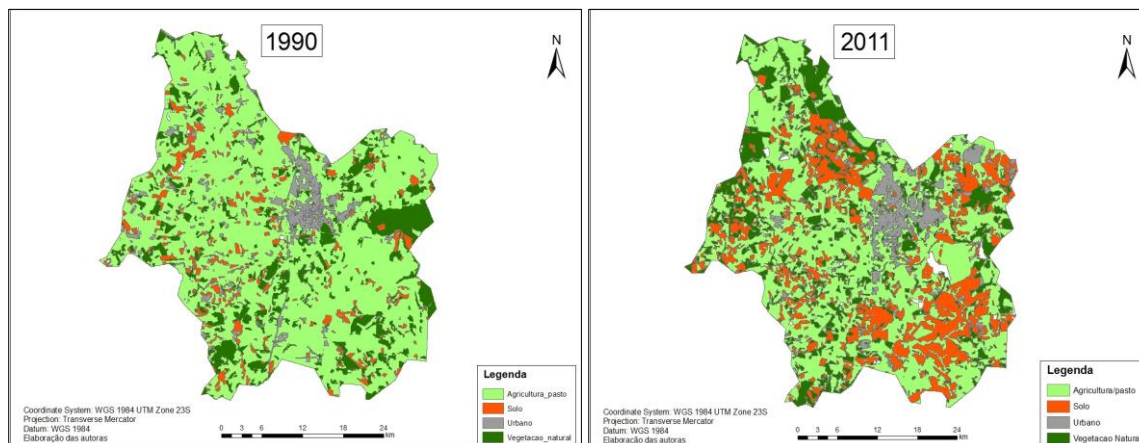 1990
N
Legenda
Agricultura_pasto
Solo
Urbano
Vegetacao_natural
Coordinate System: WGS 1984 UTM Zone 23S
Projection: Transverse Mercator
Datum: WGS 1984
Elaboração das autoras
0 3 6 12 18 24
km
2011
N
Legenda
Agricultura/pasto
Solo
Urbano
Vegetacao Natural
Coordinate System: WGS 1984 UTM Zone 23S
Projection: Transverse Mercator
Datum: WGS 1984
Elaboração das autoras
0 3 6 12 18 24
km